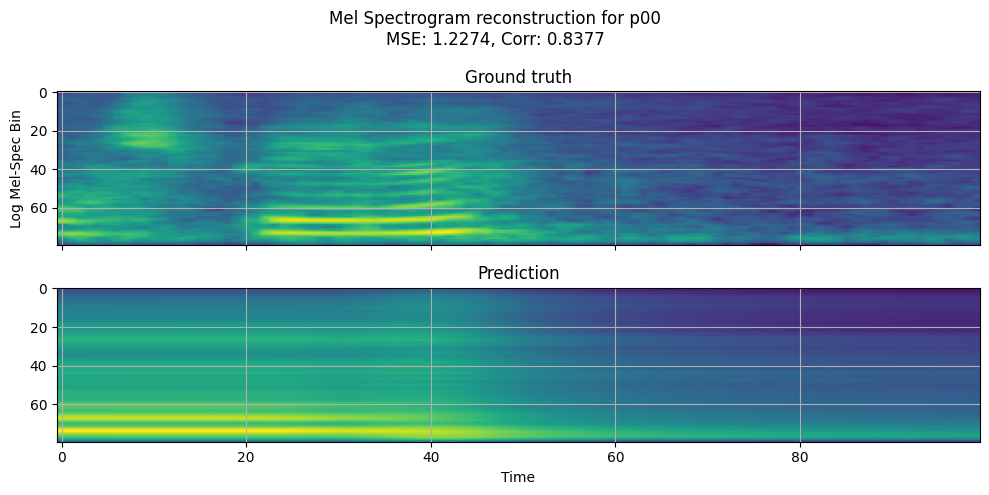 Mel Spectrogram reconstruction for p00
MSE: 1.2274, Corr: 0.8377
Ground truth
Log Mel-Spec Bin
0
20
40
60
Prediction
0
20
40
60
0 20 40 60 80
Time